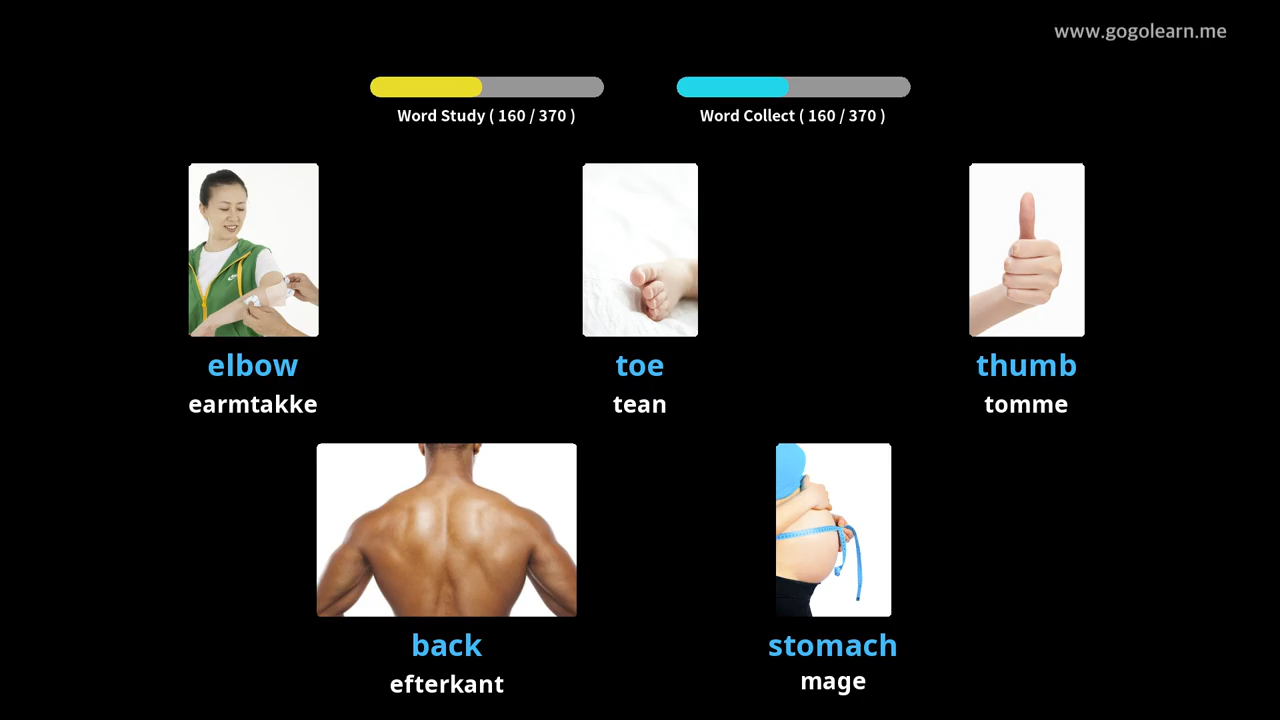 www.gogolearn.me
Word Study ( 160 / 370 )
Word Collect ( 160 / 370 )
elbow
toe
thumb
earmtakke
tean
tomme
back
stomach
efterkant
mage